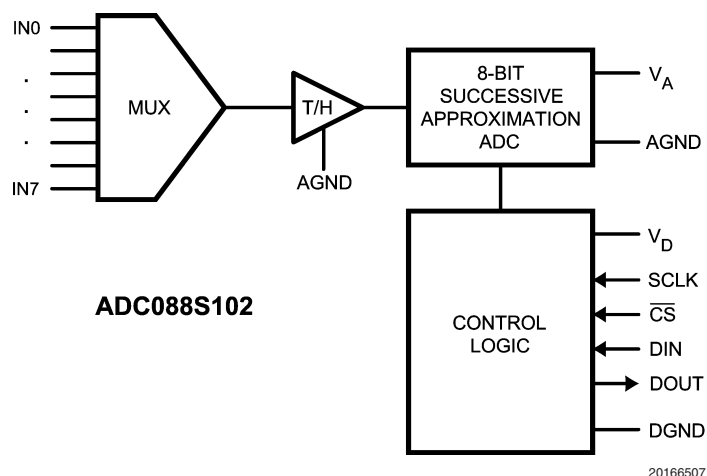 IN0
.
.
.
IN7
MUX
T/H
AGND
8-BIT
SUCCESSIVE
APPROXIMATION
ADC
VA
AGND
CONTROL
LOGIC
VD
SCLK
C̅S̅
DIN
DOUT
DGND
ADC088S102
20166507